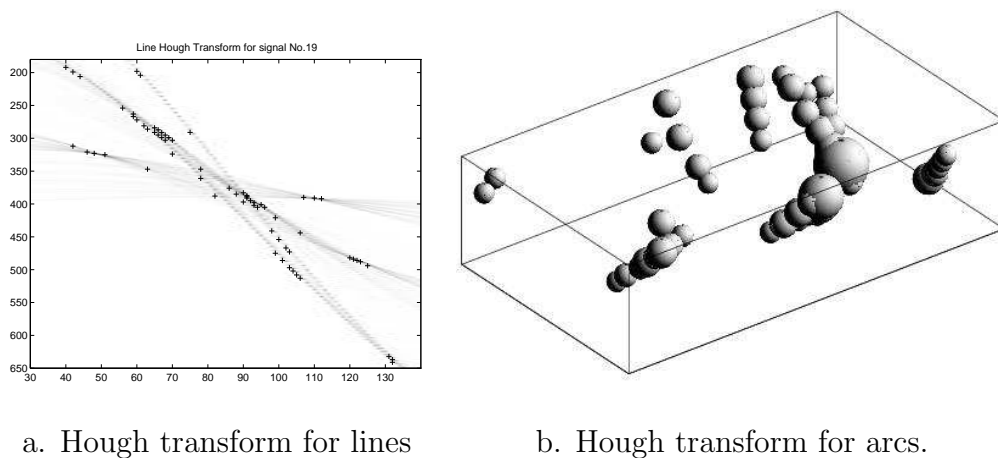 Line Hough Transform for signal No.19
200
250
300
350
400
450
500
550
600
650
30 40 50 60 70 80 90 100 110 120 130
a. Hough transform for lines
b. Hough transform for arcs.